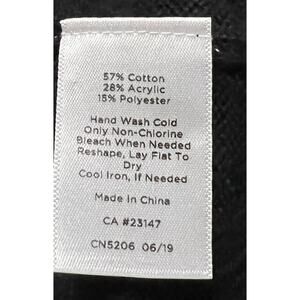 57% Cotton
28% Acrylic
15% Polyester
Hand Wash Cold
Only Non-Chlorine
Bleach When Needed
Reshape, Lay Flat To
Dry
Cool Iron, If Needed
Made In China
CA #23147
CN5206 06/19